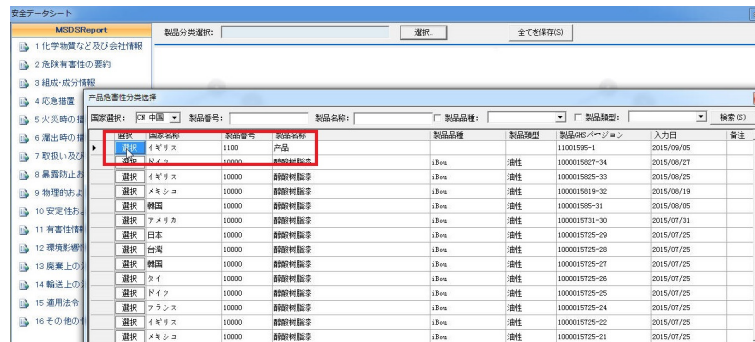 安全データシート
MSDSReport
製品分类選択:
選択..
全てを保存(S)
1 化学物質など及び会社情報
2 危険有害性の要約
3 組成・成分情報
4 応急措置
5 火災時の措
6 漏出時の措
7 取扱い及び
8 暴露防止お
9 物理的およ
10 安定性お
11 有害性情報
12 環境影響情
13 廃棄上の
14 輸送上の
15 適用法令
16 その他の情
产品危害性分类选择
国家選択: CN 中国 製品番号: 製品名称: 製品品種: 製品類型: 検索(S)
選択 国家名称 製品番号 製品名称 製品品種 製品類型 製品GHSバージョン 入力日 备注
選択 イギリス 1100 产品 11001595-1 2015/09/05
選択 ドイツ 10000 醇酸树脂漆 iBou 油性 1000015827-34 2015/08/27
選択 イギリス 10000 醇酸树脂漆 iBou 油性 1000015825-33 2015/08/25
選択 メキシコ 10000 醇酸树脂漆 iBou 油性 1000015819-32 2015/08/19
選択 韓国 10000 醇酸树脂漆 iBou 油性 100001585-31 2015/08/05
選択 アメリカ 10000 醇酸树脂漆 iBou 油性 1000015731-30 2015/07/31
選択 日本 10000 醇酸树脂漆 iBou 油性 1000015725-29 2015/07/25
選択 台湾 10000 醇酸树脂漆 iBou 油性 1000015725-28 2015/07/25
選択 韓国 10000 醇酸树脂漆 iBou 油性 1000015725-27 2015/07/25
選択 タイ 10000 醇酸树脂漆 iBou 油性 1000015725-26 2015/07/25
選択 ドイツ 10000 醇酸树脂漆 iBou 油性 1000015725-25 2015/07/25
選択 フランス 10000 醇酸树脂漆 iBou 油性 1000015725-24 2015/07/25
選択 イギリス 10000 醇酸树脂漆 iBou 油性 1000015725-22 2015/07/25
選択 メキシコ 10000 醇酸树脂漆 iBou 油性 1000015725-21 2015/07/25